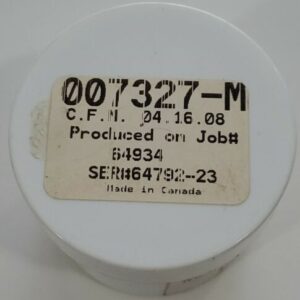 007327-M
C.F.M. 04.16.08
Produced on Job#
64934
SER#64792-23
Made in Canada